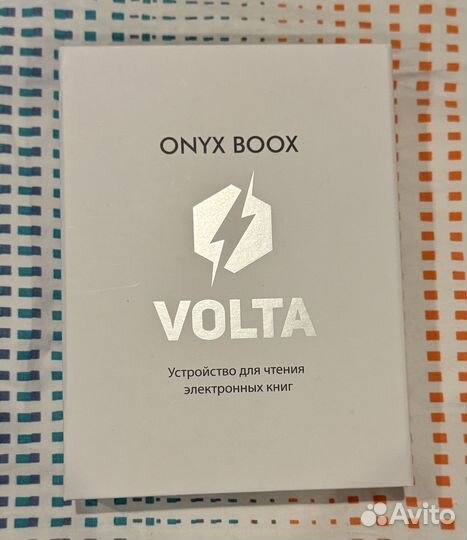 ONYX BOOX
VOLTA
Устройство для чтения
электронных книг
Avito